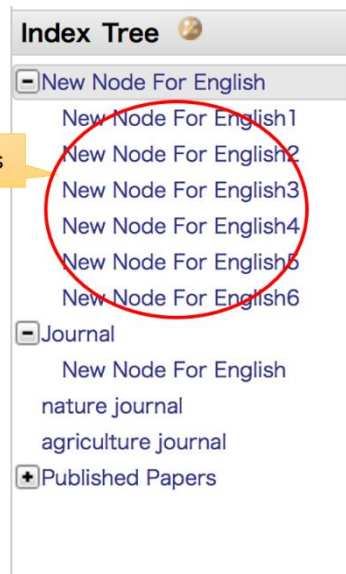 Index Tree
New Node For English
New Node For English1
New Node For English2
s
New Node For English3
New Node For English4
New Node For English5
New Node For English6
Journal
New Node For English
nature journal
agriculture journal
Published Papers